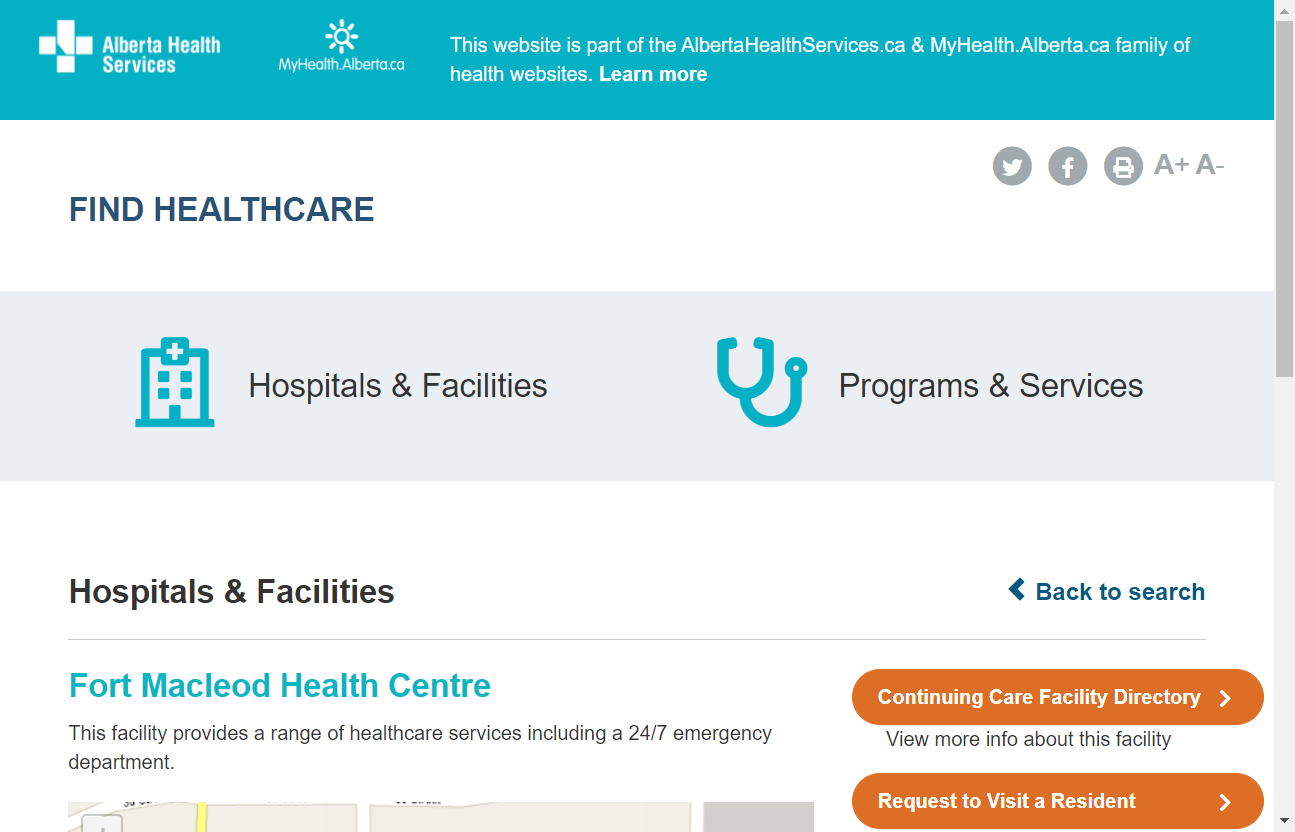 Alberta Health
Services
MyHealth.Alberta.ca
This website is part of the AlbertaHealthServices.ca & MyHealth.Alberta.ca family of
health websites. Learn more
A+ A-
FIND HEALTHCARE
Hospitals & Facilities
Programs & Services
Hospitals & Facilities
Back to search
Fort Macleod Health Centre
This facility provides a range of healthcare services including a 24/7 emergency
department.
Continuing Care Facility Directory
View more info about this facility
Request to Visit a Resident